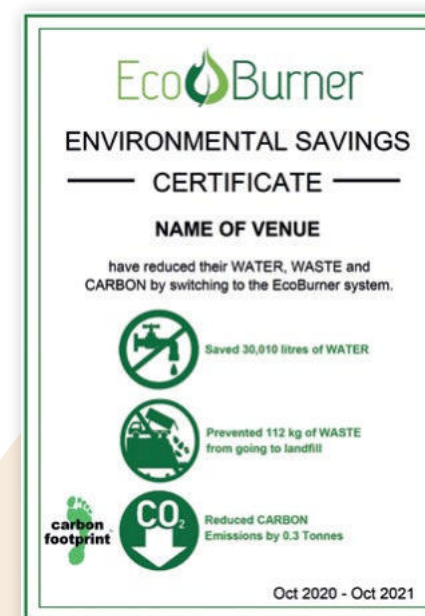 EcoBurner
ENVIRONMENTAL SAVINGS
CERTIFICATE
NAME OF VENUE
have reduced their WATER, WASTE and
CARBON by switching to the EcoBurner system.
Saved 30,010 litres of WATER
Prevented 112 kg of WASTE
from going to landfill
CO₂
carbon
footprint
Reduced CARBON
Emissions by 0.3 Tonnes
Oct 2020 - Oct 2021